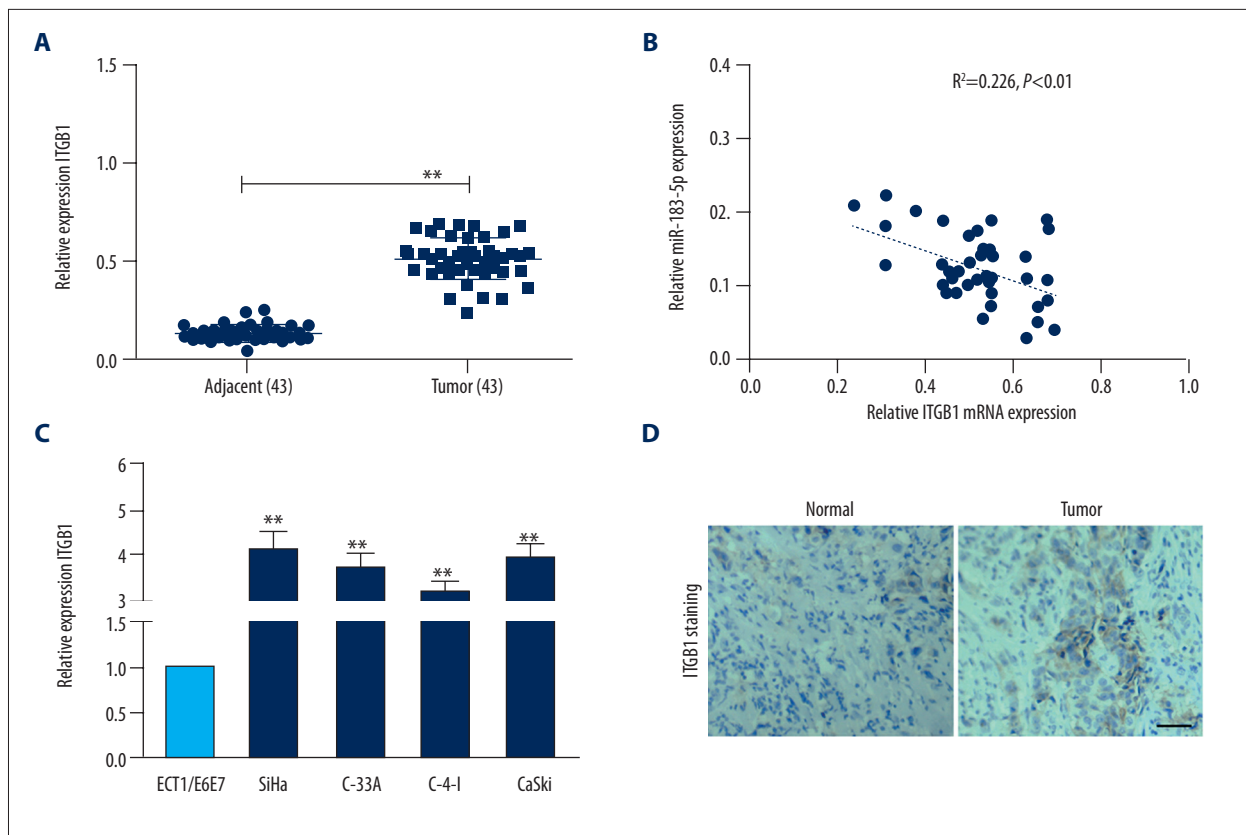 A
Relative expression ITGB1
1.5
1.0
0.5
0.0
**
Adjacent (43)
Tumor (43)
B
Relative miR-183-5p expression
0.4
0.3
02.
0.1
0.0
R²=0.226, P<0.01
0.0
0.2
0.4
0.6
0.8
1.0
Relative ITGB1 mRNA expression
C
Relative expression ITGB1
6
5
4
3
1.5
1.0
0.5
0.0
**
**
**
**
ECT1/E6E7
SiHa
C-33A
C-4-I
CaSki
D
Normal
Tumor
ITGB1 staining